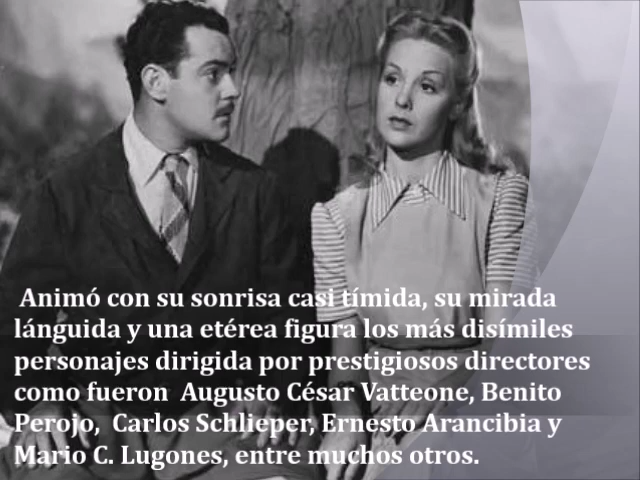 Animó con su sonrisa casi tímida, su mirada
lánguida y una etérea figura los más disímiles
personajes dirigida por prestigiosos directores
como fueron  Augusto César Vatteone, Benito
Perojo,  Carlos Schlieper, Ernesto Arancibia y
Mario C. Lugones, entre muchos otros.